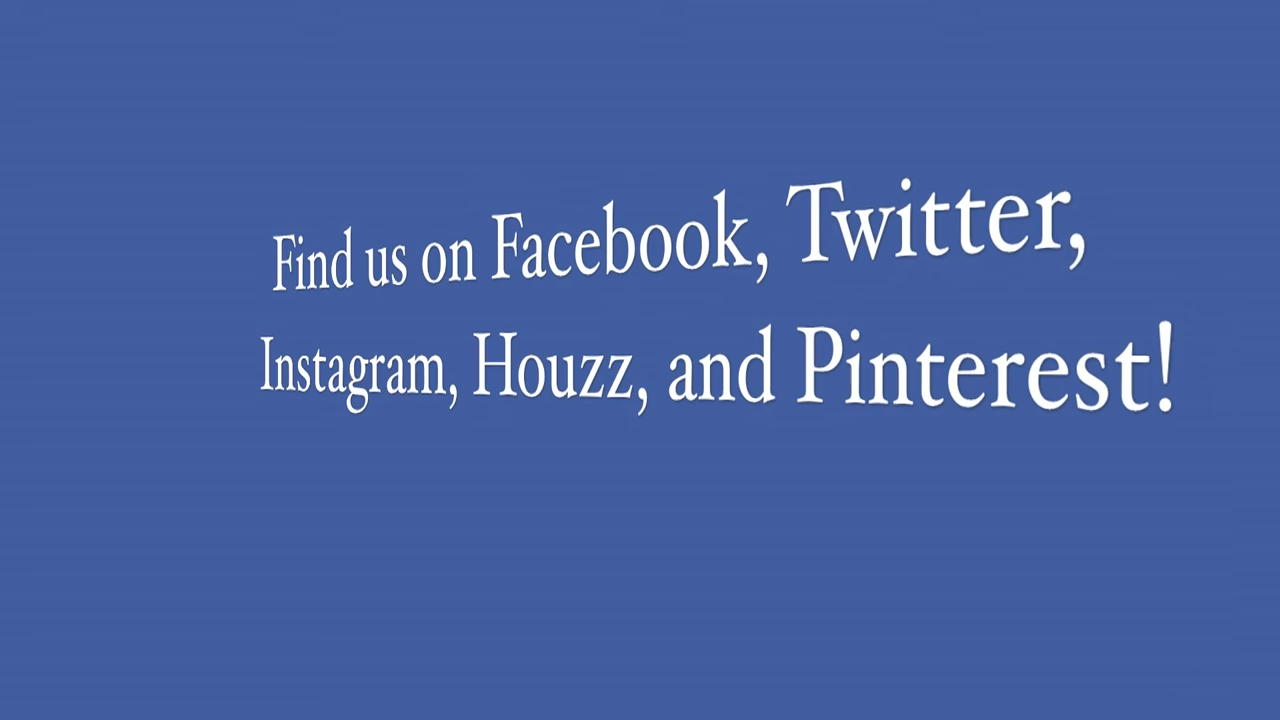 Find us on Facebook, Twitter,
Instagram, Houzz, and Pinterest!